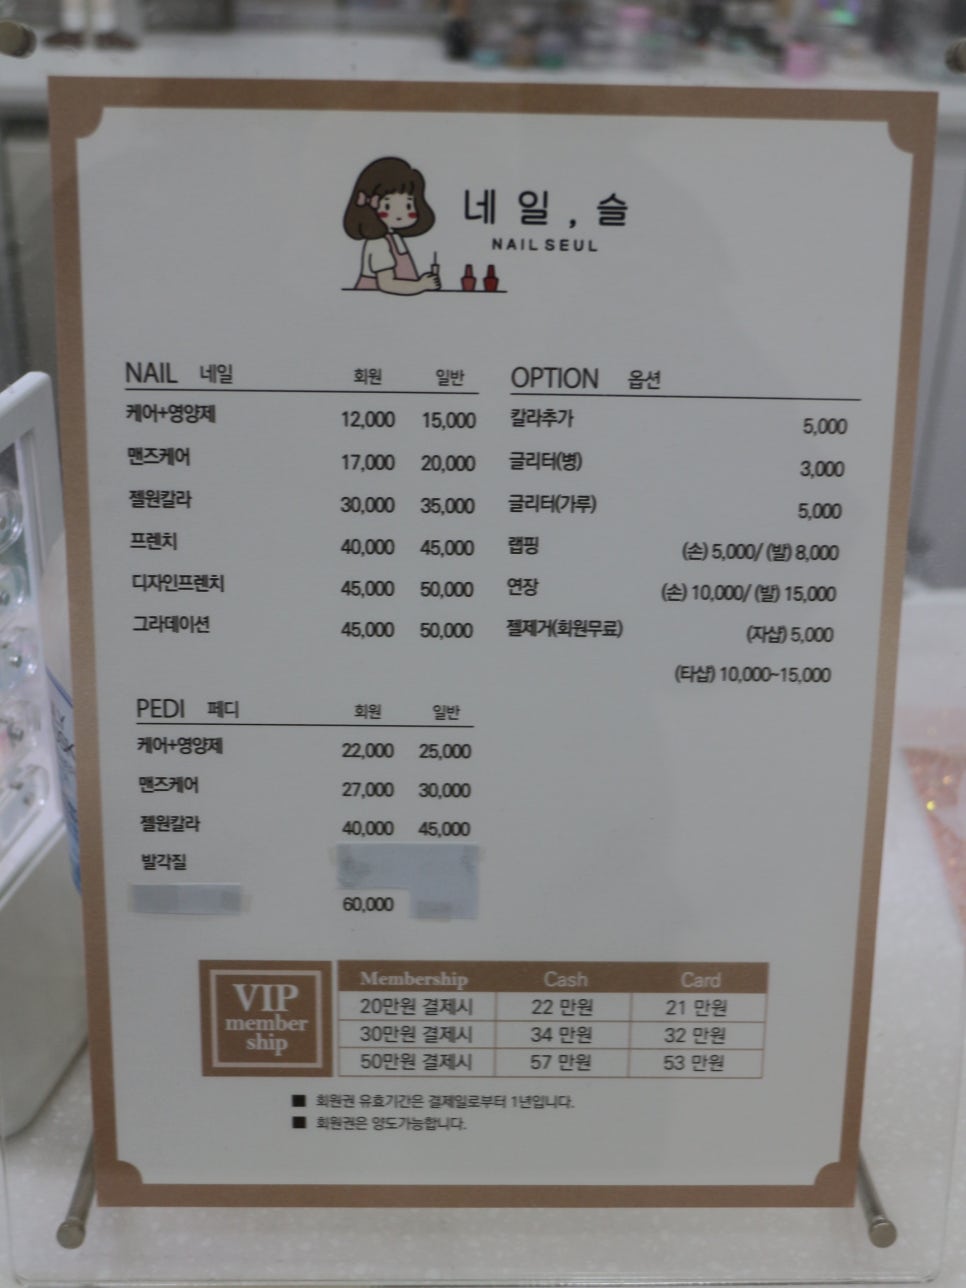 네일, 슬
NAIL SEUL
NAIL 네일 회원 일반
케어+영양제 12,000 15,000
맨즈케어 17,000 20,000
젤원칼라 30,000 35,000
프렌치 40,000 45,000
디자인프렌치 45,000 50,000
그라데이션 45,000 50,000
OPTION 옵션
칼라추가 5,000
글리터(병) 3,000
글리터(가루) 5,000
랩핑 (손) 5,000/ (발) 8,000
연장 (손) 10,000/ (발) 15,000
젤제거(회원무료) (자샵) 5,000
(타샵) 10,000~15,000
PEDI 페디 회원 일반
케어+영양제 22,000 25,000
맨즈케어 27,000 30,000
젤원칼라 40,000 45,000
발각질
60,000
VIP
member
ship
Membership Cash Card
20만원 결제시 22 만원 21 만원
30만원 결제시 34 만원 32 만원
50만원 결제시 57 만원 53 만원
■ 회원권 유효기간은 결제일로부터 1년입니다.
■ 회원권은 양도가능합니다.